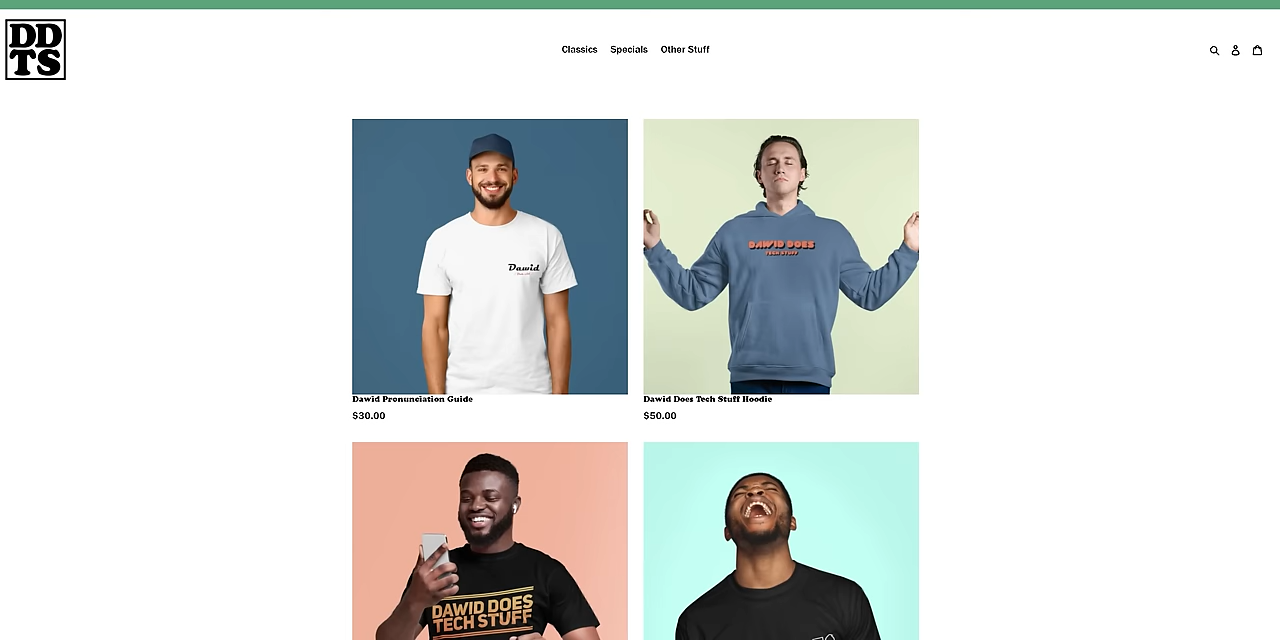 DD
TS
Classics Specials Other Stuff
Dawid
DAWID DOES
TECH STUFF
Dawid Pronunciation Guide
$30.00
Dawid Does Tech Stuff Hoodie
$50.00
DAWID DOES
TECH STUFF